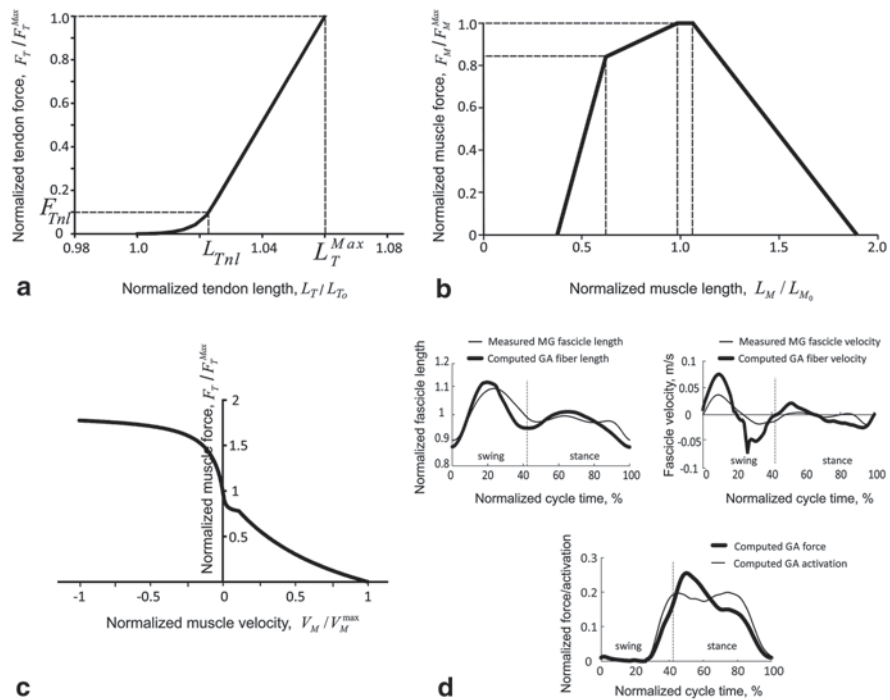 Normalized tendon force, F_T / F_T^Max
1.0
0.8
0.6
0.4
0.2
F_Tnl
0
0.98
1.0
L_Tnl
1.04
L_T^Max
1.08
a
Normalized tendon length, L_T / L_To
Normalized muscle force, F_M / F_M^Max
1.0
0.8
0.6
0.4
0.2
0
0
0.5
1.0
1.5
2.0
b
Normalized muscle length, L_M / L_M0
Normalized muscle force, F_T / F_T^Max
2
1.5
1
0.5
-1
-0.5
0
0.5
1
Normalized muscle velocity, V_M / V_M^max
c
Measured MG fascicle length
Computed GA fiber length
Normalized fascicle length
1.2
1.1
1
0.9
0.8
swing
stance
0
20
40
60
80
100
Normalized cycle time, %
Measured MG fascicle velocity
Computed GA fiber velocity
Fascicle velocity, m/s
0.1
0.05
0
-0.05
-0.1
swing
stance
0
20
40
60
80
100
Normalized cycle time, %
Computed GA force
Computed GA activation
Normalized force/activation
0.3
0.2
0.1
0
swing
stance
0
20
40
60
80
100
Normalized cycle time, %
d